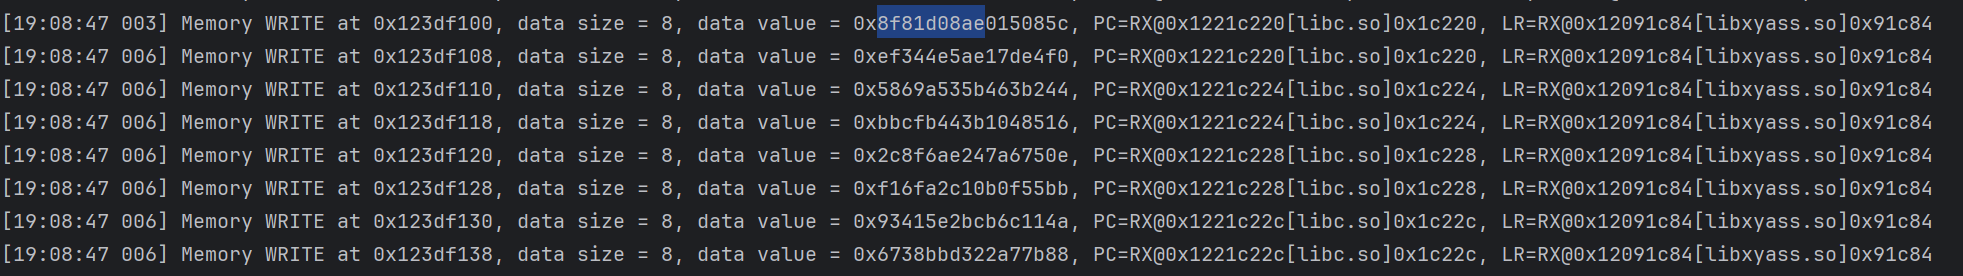 [19:08:47 003] Memory WRITE at 0x123df100, data size = 8, data value = 0x8f81d08ae015085c, PC=RX@0x1221c220[libc.so]0x1c220, LR=RX@0x12091c84[libxyass.so]0x91c84
[19:08:47 006] Memory WRITE at 0x123df108, data size = 8, data value = 0xef344e5ae17de4f0, PC=RX@0x1221c220[libc.so]0x1c220, LR=RX@0x12091c84[libxyass.so]0x91c84
[19:08:47 006] Memory WRITE at 0x123df110, data size = 8, data value = 0x5869a535b463b244, PC=RX@0x1221c224[libc.so]0x1c224, LR=RX@0x12091c84[libxyass.so]0x91c84
[19:08:47 006] Memory WRITE at 0x123df118, data size = 8, data value = 0xbbcfb443b1048516, PC=RX@0x1221c224[libc.so]0x1c224, LR=RX@0x12091c84[libxyass.so]0x91c84
[19:08:47 006] Memory WRITE at 0x123df120, data size = 8, data value = 0x2c8f6ae247a6750e, PC=RX@0x1221c228[libc.so]0x1c228, LR=RX@0x12091c84[libxyass.so]0x91c84
[19:08:47 006] Memory WRITE at 0x123df128, data size = 8, data value = 0xf16fa2c10b0f55bb, PC=RX@0x1221c228[libc.so]0x1c228, LR=RX@0x12091c84[libxyass.so]0x91c84
[19:08:47 006] Memory WRITE at 0x123df130, data size = 8, data value = 0x93415e2bcb6c114a, PC=RX@0x1221c22c[libc.so]0x1c22c, LR=RX@0x12091c84[libxyass.so]0x91c84
[19:08:47 006] Memory WRITE at 0x123df138, data size = 8, data value = 0x6738bbd322a77b88, PC=RX@0x1221c22c[libc.so]0x1c22c, LR=RX@0x12091c84[libxyass.so]0x91c84